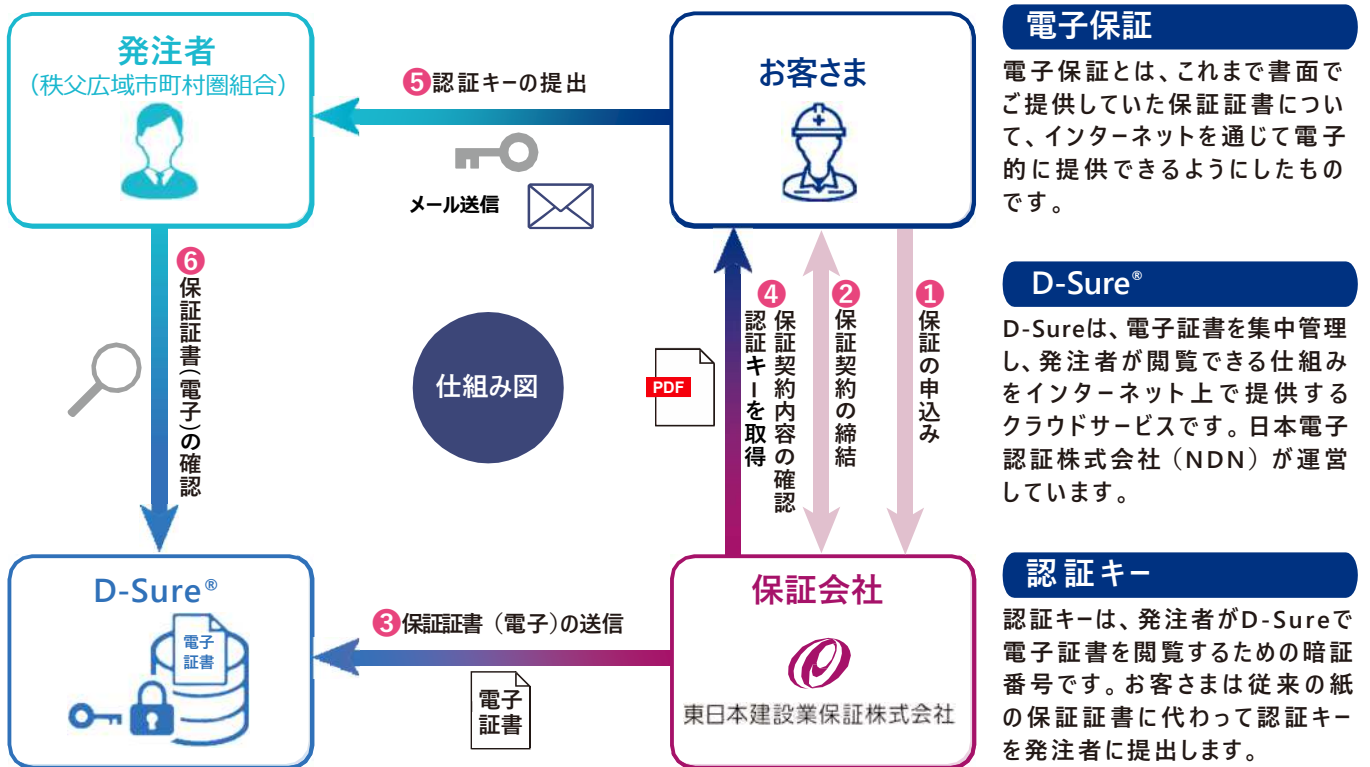 発注者
(秩父広域市町村圏組合)
❺認証キーの提出
メール送信
お客さま
❻保証証書(電子)の確認
仕組み図
PDF
❹保証契約内容の確認
認証キーを取得
❷保証契約の締結
❶保証の申込み
D-Sure®
電子
証書
❸保証証書(電子)の送信
電子
証書
保証会社
東日本建設業保証株式会社
電子保証
電子保証とは、これまで書面で
ご提供していた保証証書につい
て、インターネットを通じて電子
的に提供できるようにしたもの
です。
D-Sure®
D-Sureは、電子証書を集中管理
し、発注者が閲覧できる仕組み
をインターネット上で提供する
クラウドサービスです。日本電子
認証株式会社(NDN)が運営
しています。
認証キー
認証キーは、発注者がD-Sureで
電子証書を閲覧するための暗証
番号です。お客さまは従来の紙
の保証証書に代わって認証キー
を発注者に提出します。